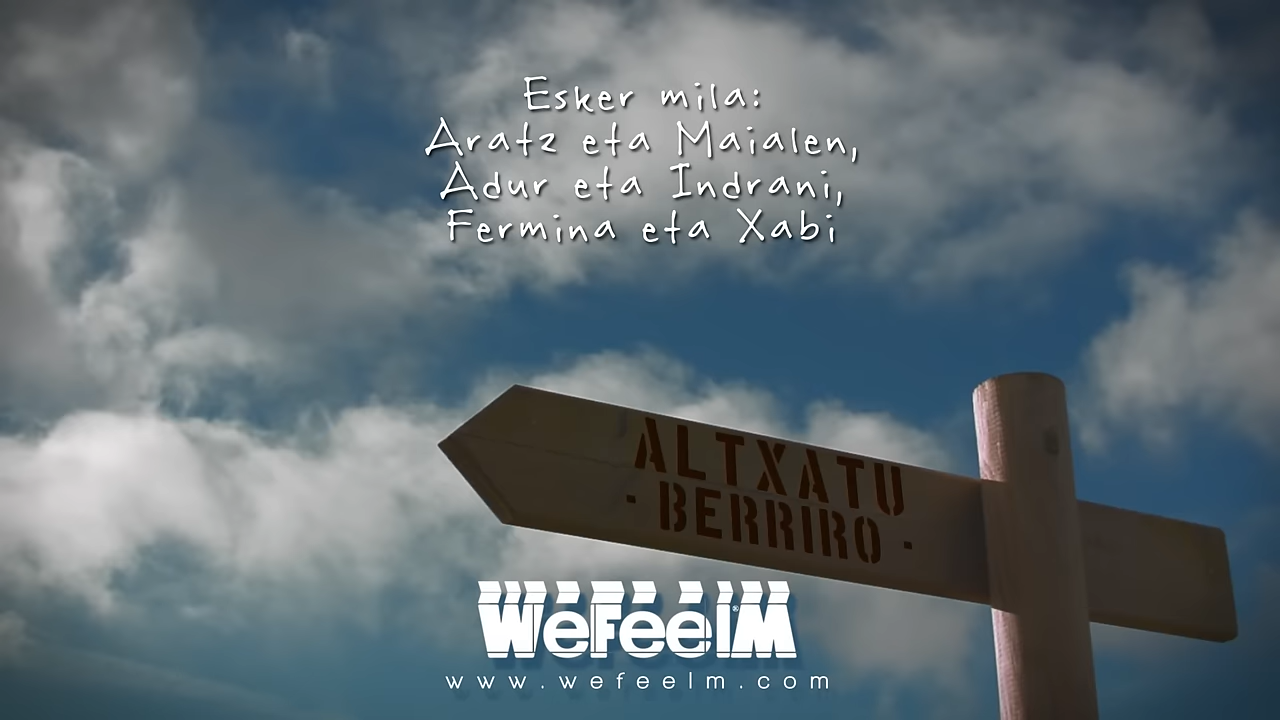 Esker mila:
Aratz eta Maialen,
Adur eta Indrani,
Fermina eta Xabi
ALTXATU
· BERRIRO ·
WeFeelM®
www.wefeelm.com